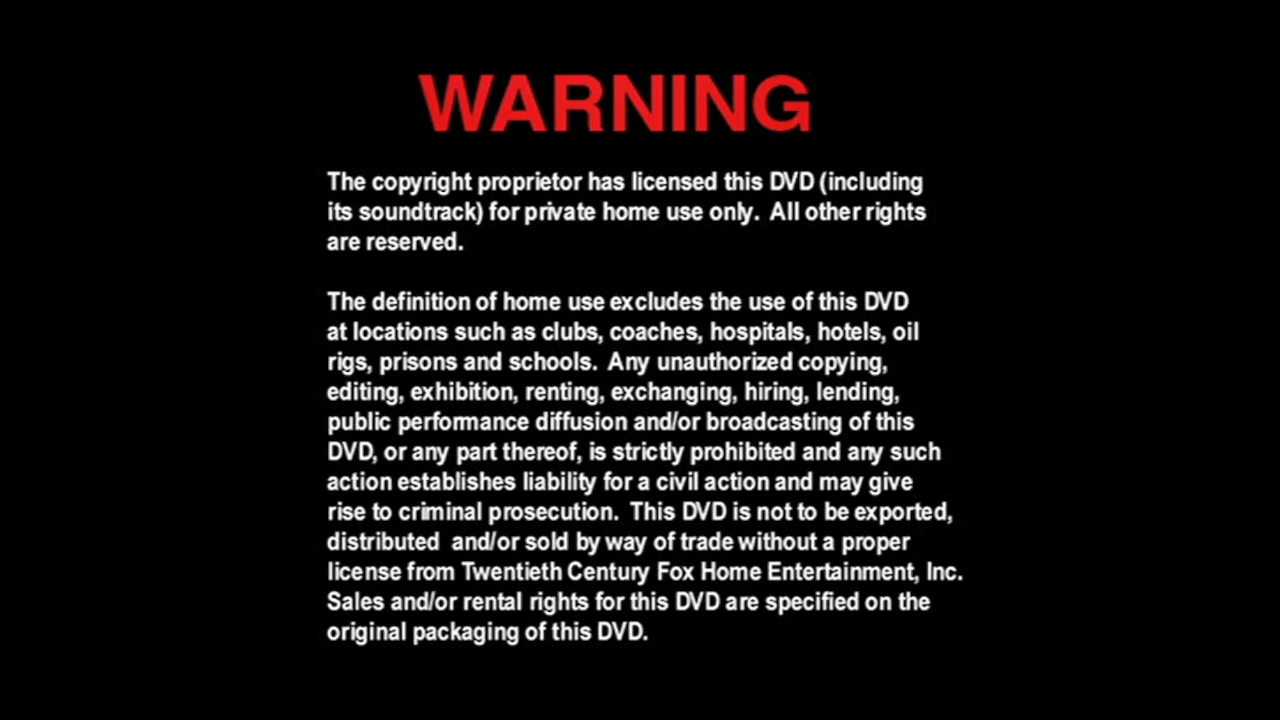 WARNING
The copyright proprietor has licensed this DVD (including
its soundtrack) for private home use only.  All other rights
are reserved.
The definition of home use excludes the use of this DVD
at locations such as clubs, coaches, hospitals, hotels, oil
rigs, prisons and schools.  Any unauthorized copying,
editing, exhibition, renting, exchanging, hiring, lending,
public performance diffusion and/or broadcasting of this
DVD, or any part thereof, is strictly prohibited and any such
action establishes liability for a civil action and may give
rise to criminal prosecution.  This DVD is not to be exported,
distributed  and/or sold by way of trade without a proper
license from Twentieth Century Fox Home Entertainment, Inc.
Sales and/or rental rights for this DVD are specified on the
original packaging of this DVD.